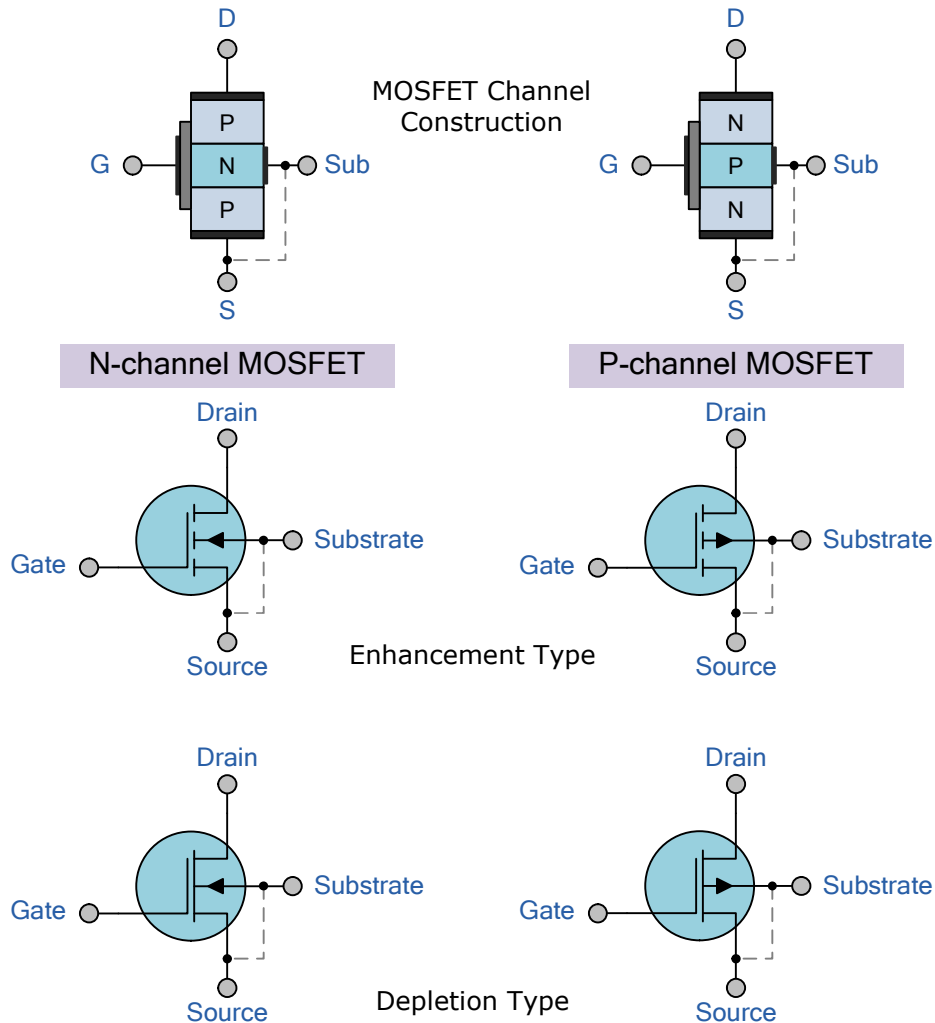 D
D
MOSFET Channel
Construction
P
N
G
N
Sub
G
P
Sub
P
N
S
S
N-channel MOSFET
P-channel MOSFET
Drain
Drain
Substrate
Substrate
Gate
Gate
Source
Enhancement Type
Source
Drain
Drain
Substrate
Substrate
Gate
Gate
Source
Depletion Type
Source